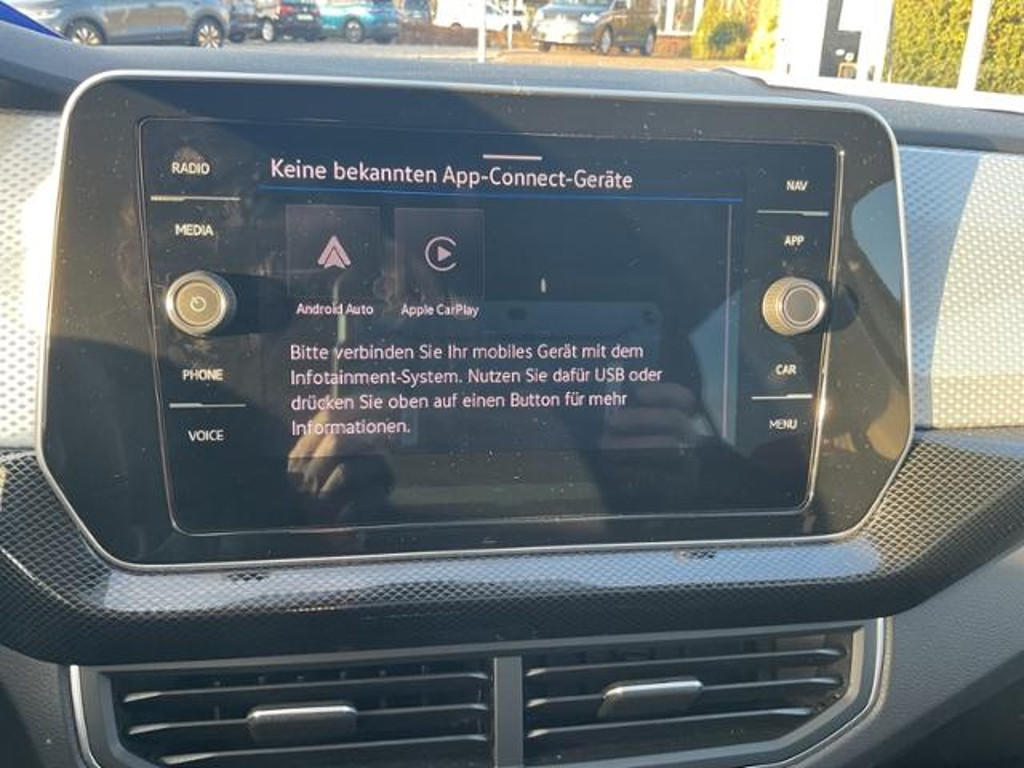 RADIO
MEDIA
PHONE
VOICE
Keine bekannten App-Connect-Geräte
Android Auto
Apple CarPlay
Bitte verbinden Sie Ihr mobiles Gerät mit dem
Infotainment-System. Nutzen Sie dafür USB oder
drücken Sie oben auf einen Button für mehr
Informationen.
NAV
APP
CAR
MENU